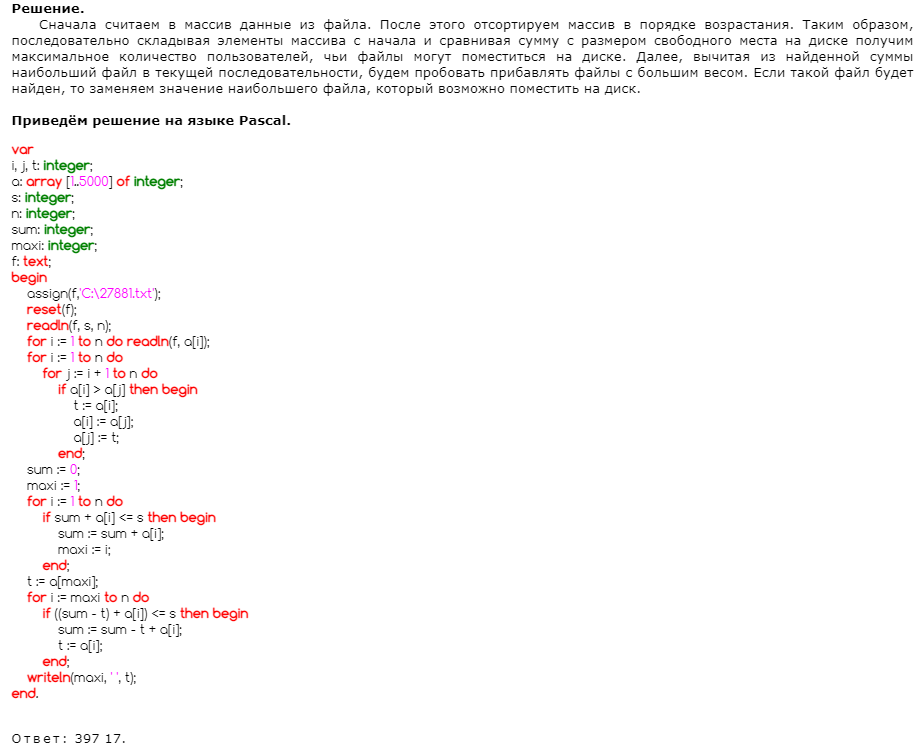 Решение.
Сначала считаем в массив данные из файла. После этого отсортируем массив в порядке возрастания. Таким образом,
последовательно складывая элементы массива с начала и сравнивая сумму с размером свободного места на диске получим
максимальное количество пользователей, чьи файлы могут поместиться на диске. Далее, вычитая из найденной суммы
наибольший файл в текущей последовательности, будем пробовать прибавлять файлы с большим весом. Если такой файл будет
найден, то заменяем значение наибольшего файла, который возможно поместить на диск.
Приведём решение на языке Pascal.
var
i, j, t: integer;
a: array [1..5000] of integer;
s: integer;
n: integer;
sum: integer;
maxi: integer;
f: text;
begin
assign(f,'C:\27881.txt');
reset(f);
readln(f, s, n);
for i := 1 to n do readln(f, a[i]);
for i := 1 to n do
for j := i + 1 to n do
if a[i] > a[j] then begin
t := a[i];
a[i] := a[j];
a[j] := t;
end;
sum := 0;
maxi := 1;
for i := 1 to n do
if sum + a[i] <= s then begin
sum := sum + a[i];
maxi := i;
end;
t := a[maxi];
for i := maxi to n do
if ((sum - t) + a[i]) <= s then begin
sum := sum - t + a[i];
t := a[i];
end;
writeln(maxi, ' ', t);
end.
Ответ: 397 17.